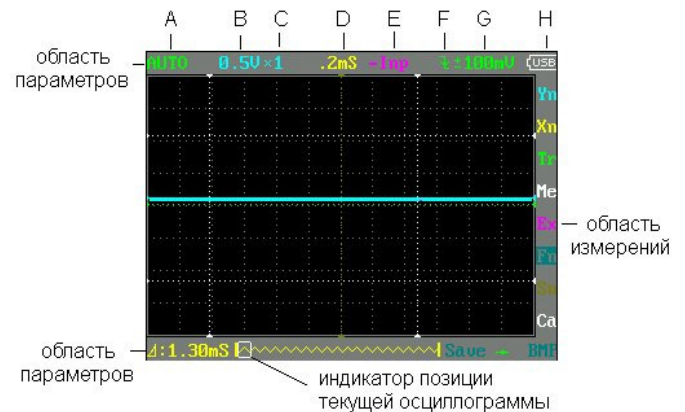 A B C D E F G H
область
параметров
AUTO 0.5V×1 .2mS -Inp ±100mV USB
Yn
Xn
Tr
Me
Ex
область
измерений
Fn
Ca
область
параметров
⊿:1.30mS Save BMP
индикатор позиции
текущей осциллограммы